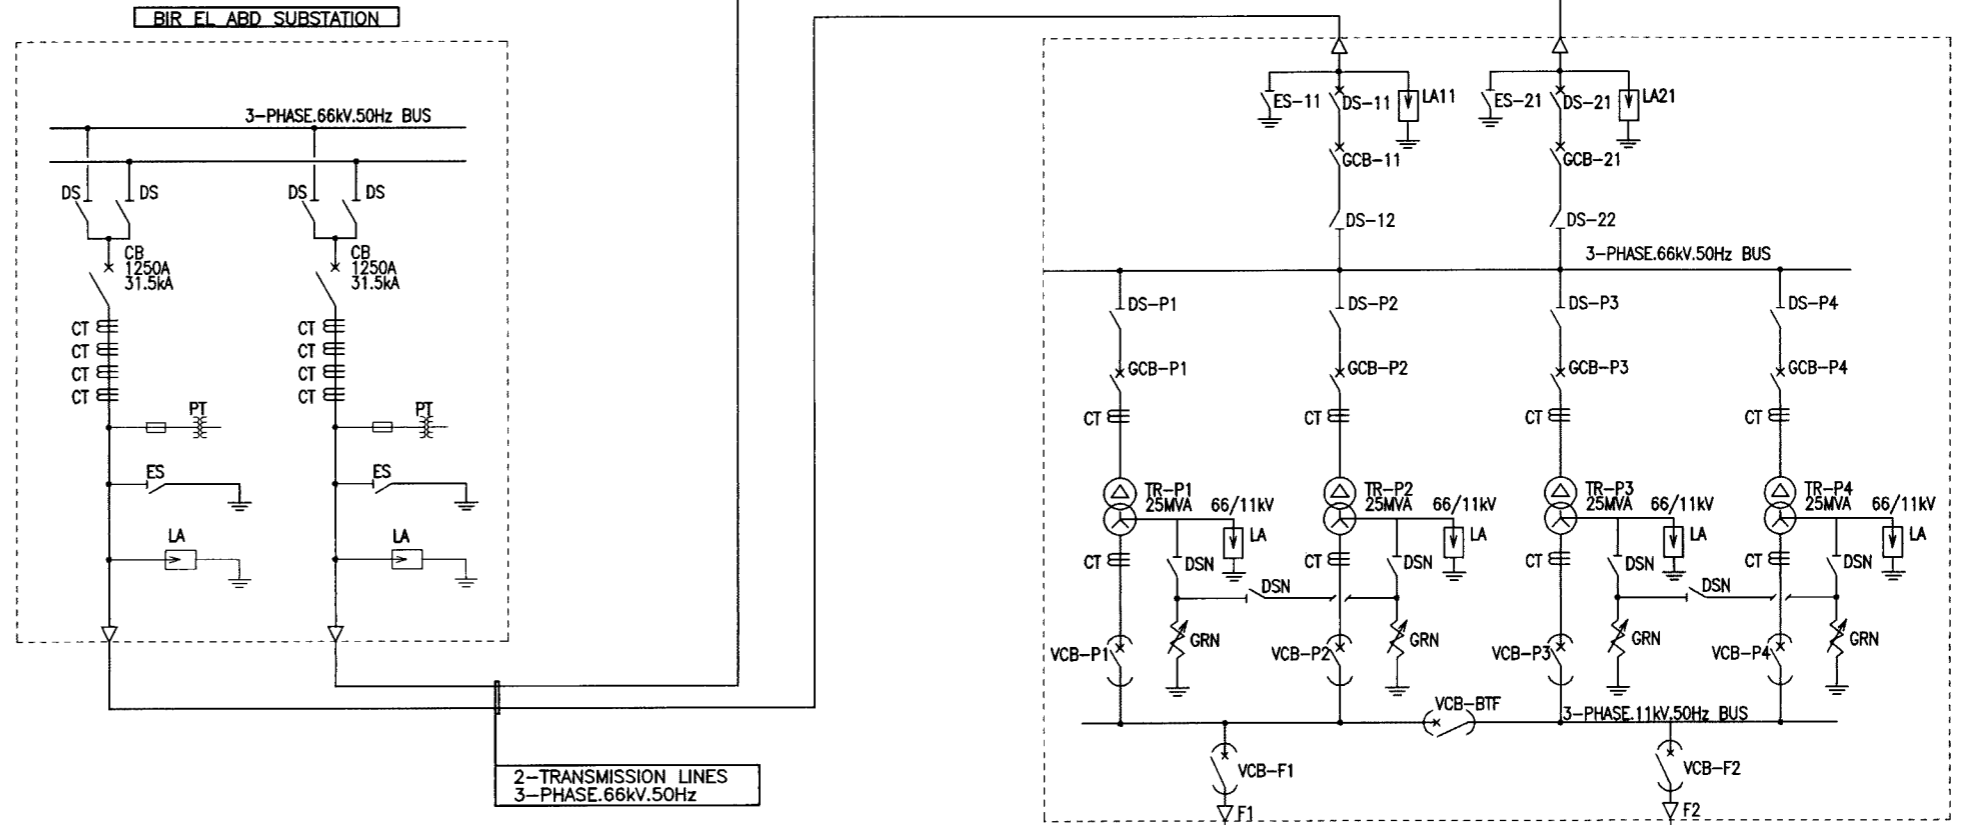 BIR EL ABD SUBSTATION
3-PHASE.66kV.50Hz BUS
DS
DS
DS
DS
CB
1250A
31.5kA
CB
1250A
31.5kA
CT
CT
CT
CT
CT
CT
CT
CT
PT
PT
ES
ES
LA
LA
2-TRANSMISSION LINES
3-PHASE.66kV.50Hz
ES-11
DS-11
LA11
ES-21
DS-21
LA21
GCB-11
GCB-21
DS-12
DS-22
3-PHASE.66kV.50Hz BUS
DS-P1
DS-P2
DS-P3
DS-P4
GCB-P1
GCB-P2
GCB-P3
GCB-P4
CT
CT
CT
CT
TR-P1
25MVA 66/11kV
TR-P2
25MVA 66/11kV
TR-P3
25MVA 66/11kV
TR-P4
25MVA 66/11kV
LA
LA
LA
LA
CT
DSN
CT
DSN
CT
DSN
CT
DSN
DSN
DSN
GRN
GRN
GRN
GRN
VCB-P1
VCB-P2
VCB-P3
VCB-P4
VCB-BTF
3-PHASE.11kV.50Hz BUS
VCB-F1
VCB-F2
F1
F2